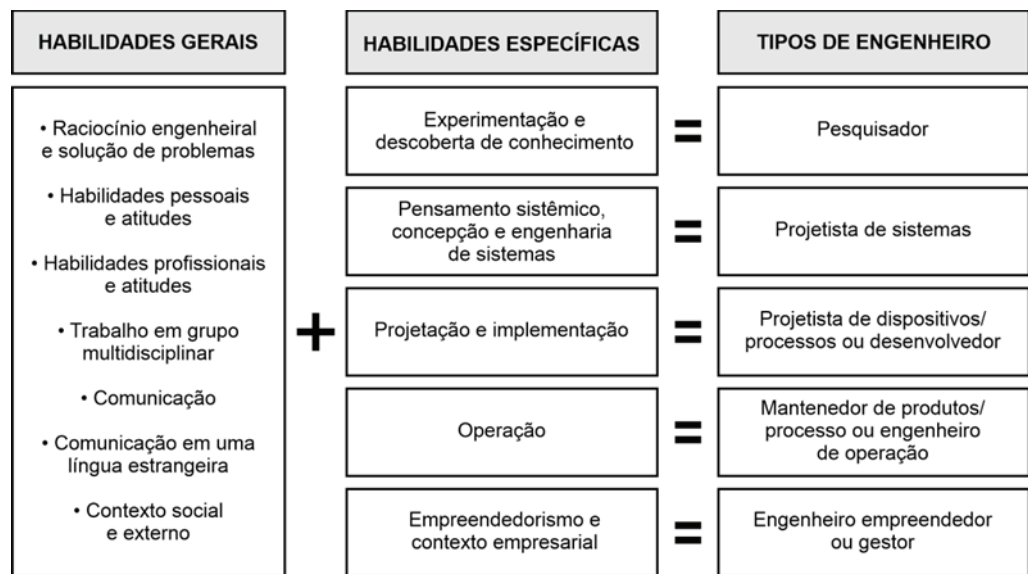 HABILIDADES GERAIS
• Raciocínio engenheiral
e solução de problemas
• Habilidades pessoais
e atitudes
• Habilidades profissionais
e atitudes
• Trabalho em grupo
multidisciplinar
• Comunicação
• Comunicação em uma
língua estrangeira
• Contexto social
e externo
+
HABILIDADES ESPECÍFICAS
TIPOS DE ENGENHEIRO
Experimentação e
descoberta de conhecimento
=
Pesquisador
Pensamento sistêmico,
concepção e engenharia
de sistemas
=
Projetista de sistemas
Projetação e implementação
=
Projetista de dispositivos/
processos ou desenvolvedor
Operação
=
Mantenedor de produtos/
processo ou engenheiro
de operação
Empreendedorismo e
contexto empresarial
=
Engenheiro empreendedor
ou gestor